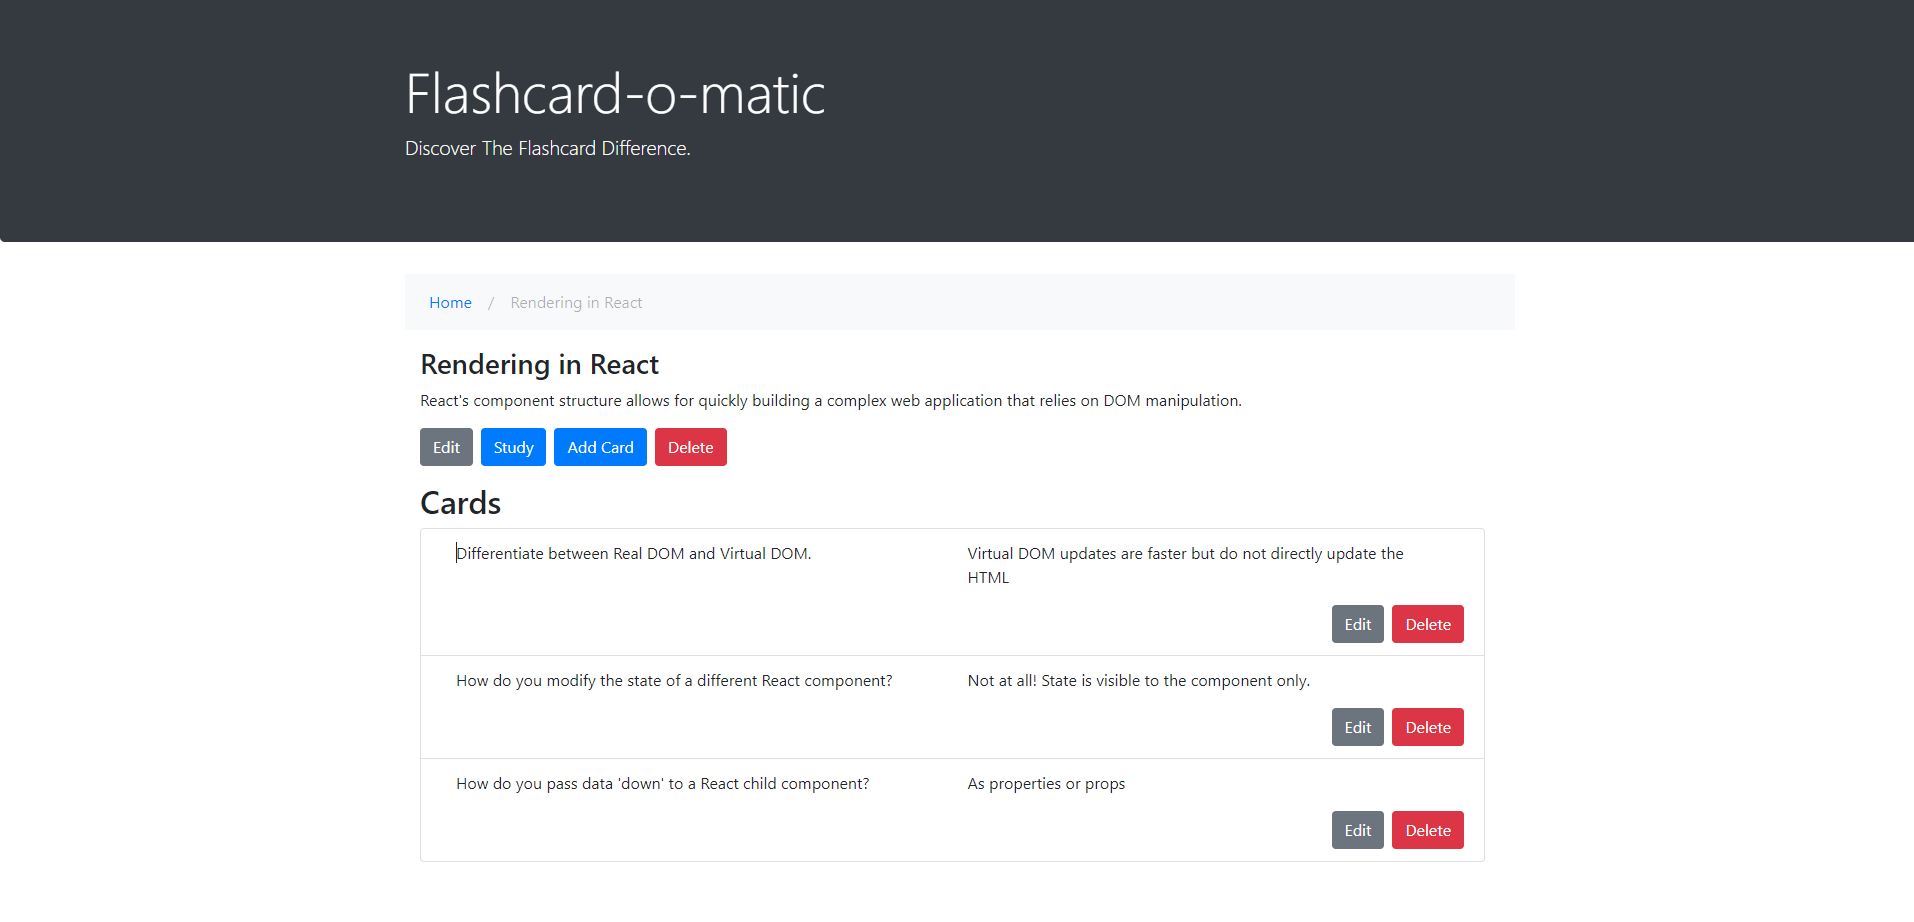 Flashcard-o-matic
Discover The Flashcard Difference.
Home / Rendering in React
Rendering in React
React's component structure allows for quickly building a complex web application that relies on DOM manipulation.
Edit Study Add Card Delete
Cards
Differentiate between Real DOM and Virtual DOM.
Virtual DOM updates are faster but do not directly update the
HTML
Edit Delete
How do you modify the state of a different React component?
Not at all! State is visible to the component only.
Edit Delete
How do you pass data 'down' to a React child component?
As properties or props
Edit Delete